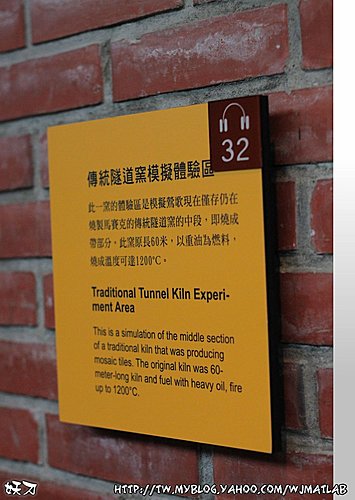 32
傳統隧道窯模擬體驗區
此一窯的體驗區是模擬鶯歌現在僅存仍在
燒製馬賽克的傳統隧道窯的中段，即燒成
帶部分，此窯原長60米，以重油為燃料，
燒成溫度可達1200°C。
Traditional Tunnel Kiln Experi-
ment Area
This is a simulation of the middle section
of a traditional kiln that was producing
mosaic tiles. The original kiln was 60-
meter-long kiln and fuel with heavy oil, fire
up to 1200°C.
HTTP://TW.MYBLOG.YAHOO.COM/WJMATLAB